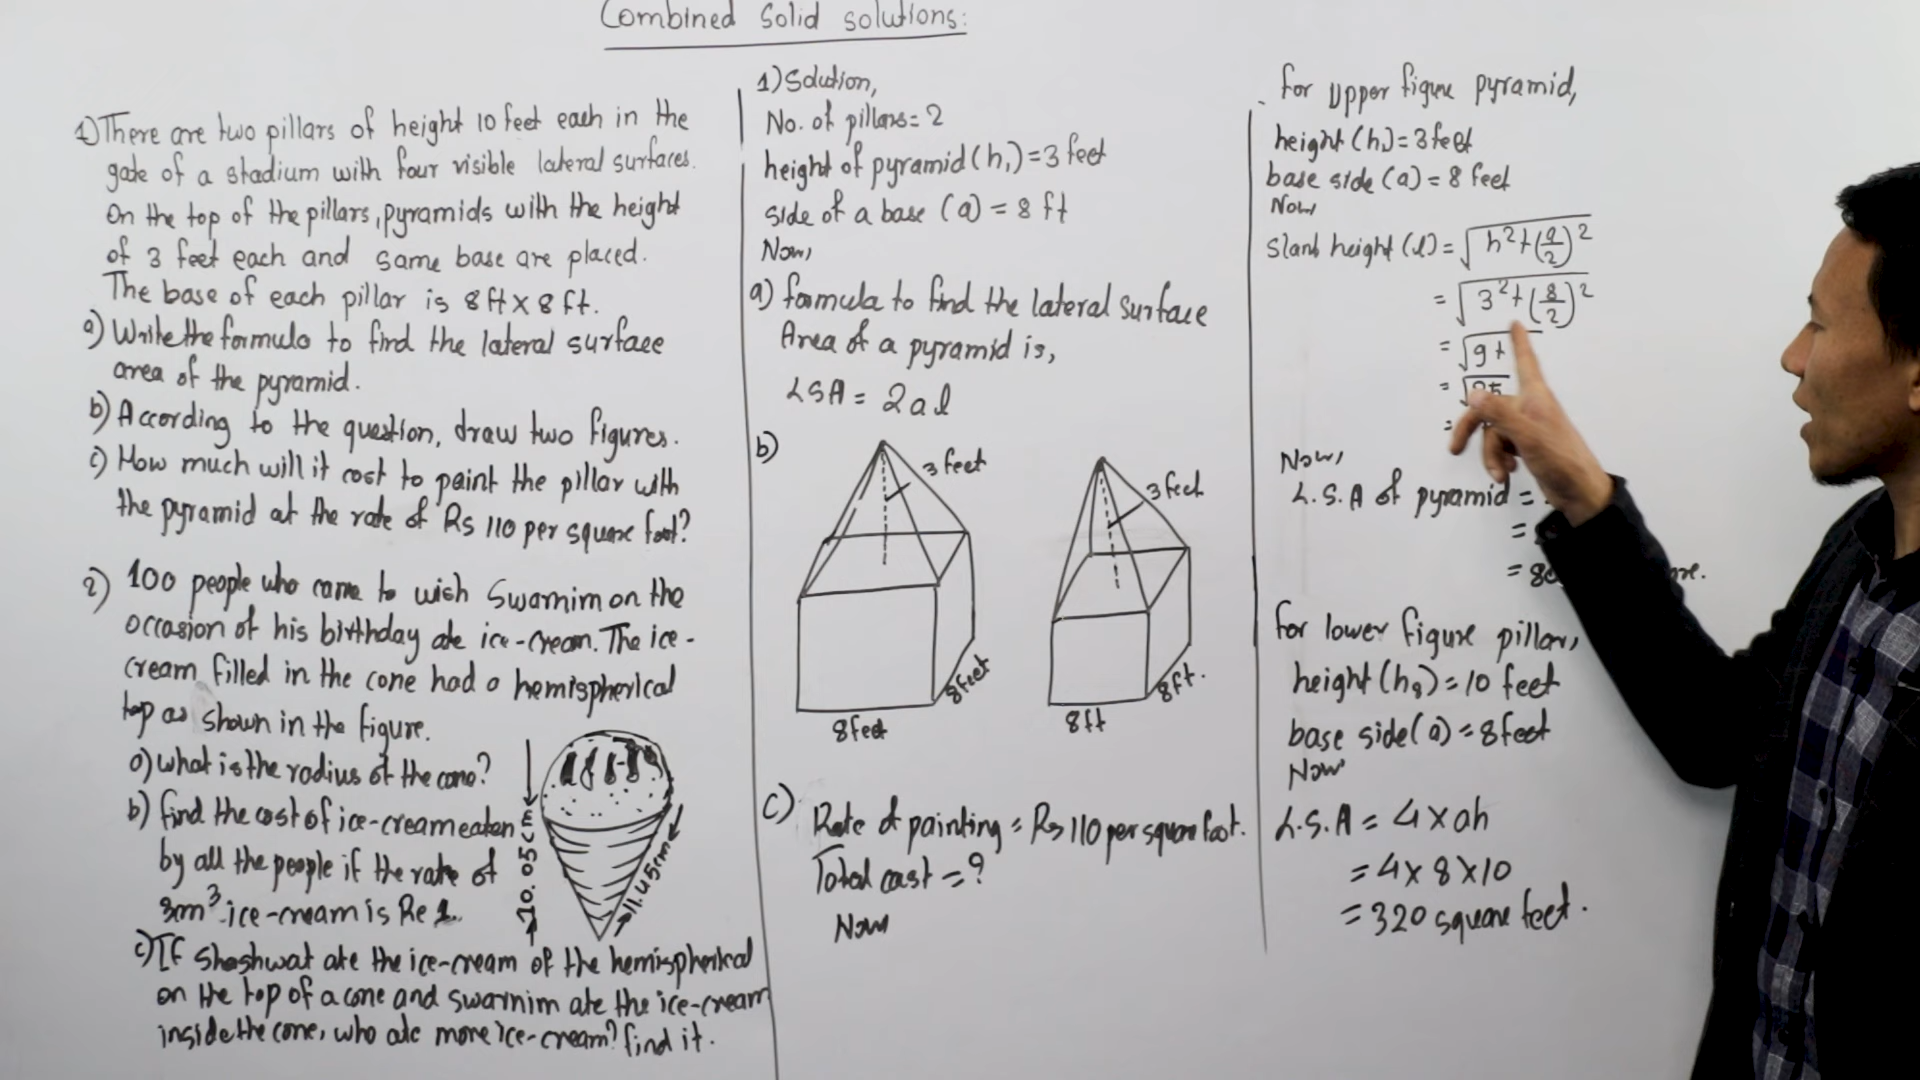 Combined Solid solutions:
1) There are two pillars of height 10 feet each in the
gate of a stadium with four visible lateral surfaces.
On the top of the pillars, pyramids with the height
of 3 feet each and same base are placed.
The base of each pillar is 8ft x 8 ft.
a) Write the formula to find the lateral surface
area of the pyramid.
b) According to the question, draw two figures.
c) How much will it cost to paint the pillar with
the pyramid at the rate of Rs 110 per square foot?
2) 100 people who came to wish Swarnim on the
occasion of his birthday ate ice-cream. The ice-
cream filled in the cone had a hemispherical
top as shown in the figure.
a) what is the radius of the cone?
b) find the cost of ice-cream eaten
by all the people if the rate of
3cm³ ice-cream is Re 1.
10.05cm
11.45cm
c) If Shashwat ate the ice-cream of the hemispherical
on the top of a cone and swarnim ate the ice-cream
inside the cone, who ate more ice-cream? find it.
1) Solution,
No. of pillars = 2
height of pyramid (h₁) = 3 feet
side of a base (a) = 8 ft
Now,
a) formula to find the lateral surface
Area of a pyramid is,
LSA = 2al
b)
3 feet
8 feet
8 feet
3 feet
8 ft
8 ft.
c) Rate of painting = Rs 110 per square foot.
Total cost = ?
Now
for upper figure pyramid,
height (h₁) = 3 feet
base side (a) = 8 feet
Now,
Slant height (l) = √h² + (a/2)²
= √3² + (8/2)²
= √9 +
= √25
=
Now,
L.S.A of pyramid =
=
= 80
for lower figure pillar,
height (h₂) = 10 feet
base side (a) = 8 feet
Now
L.S.A = 4 x ah
= 4 x 8 x 10
= 320 square feet.